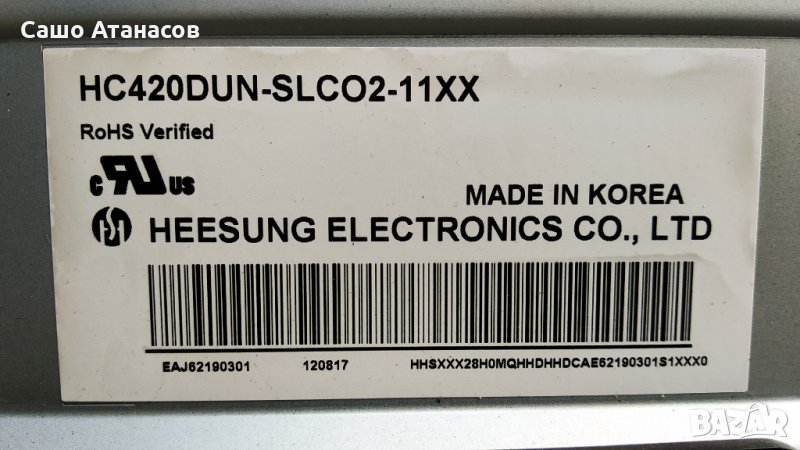 Сашо Атанасов
HC420DUN-SLCO2-11XX
RoHS Verified
c RU US
MADE IN KOREA
HEESUNG ELECTRONICS CO., LTD
EAJ62190301 120817 HHSXXX28H0MQHHDHHDCAE62190301S1XXX0
BAZAR